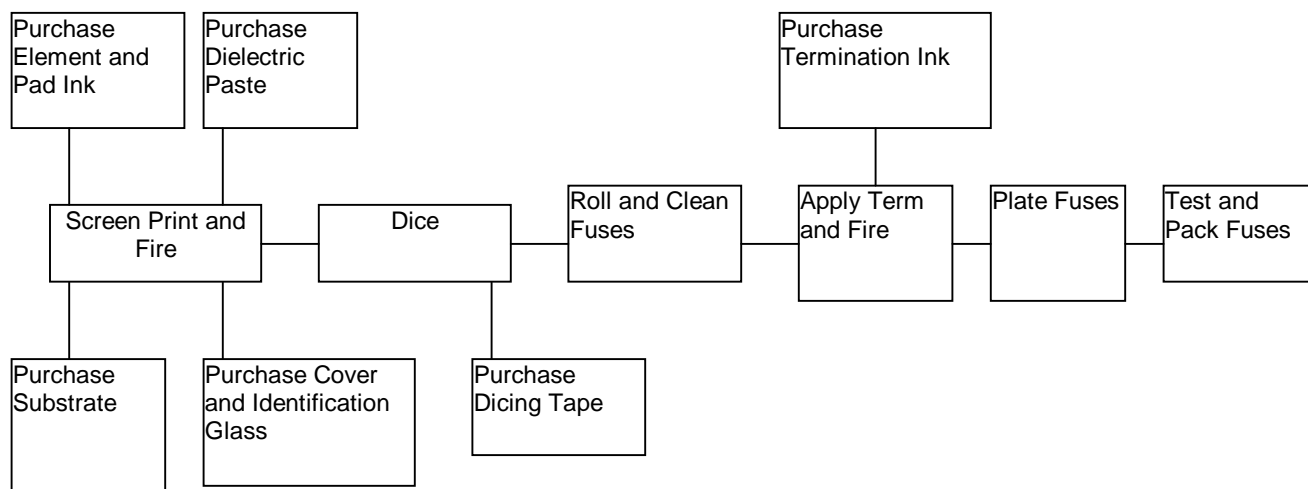 Purchase
Element and
Pad Ink
Purchase
Dielectric
Paste
Purchase
Termination Ink
Screen Print and
Fire
Dice
Roll and Clean
Fuses
Apply Term
and Fire
Plate Fuses
Test and
Pack Fuses
Purchase
Substrate
Purchase Cover
and Identification
Glass
Purchase
Dicing Tape